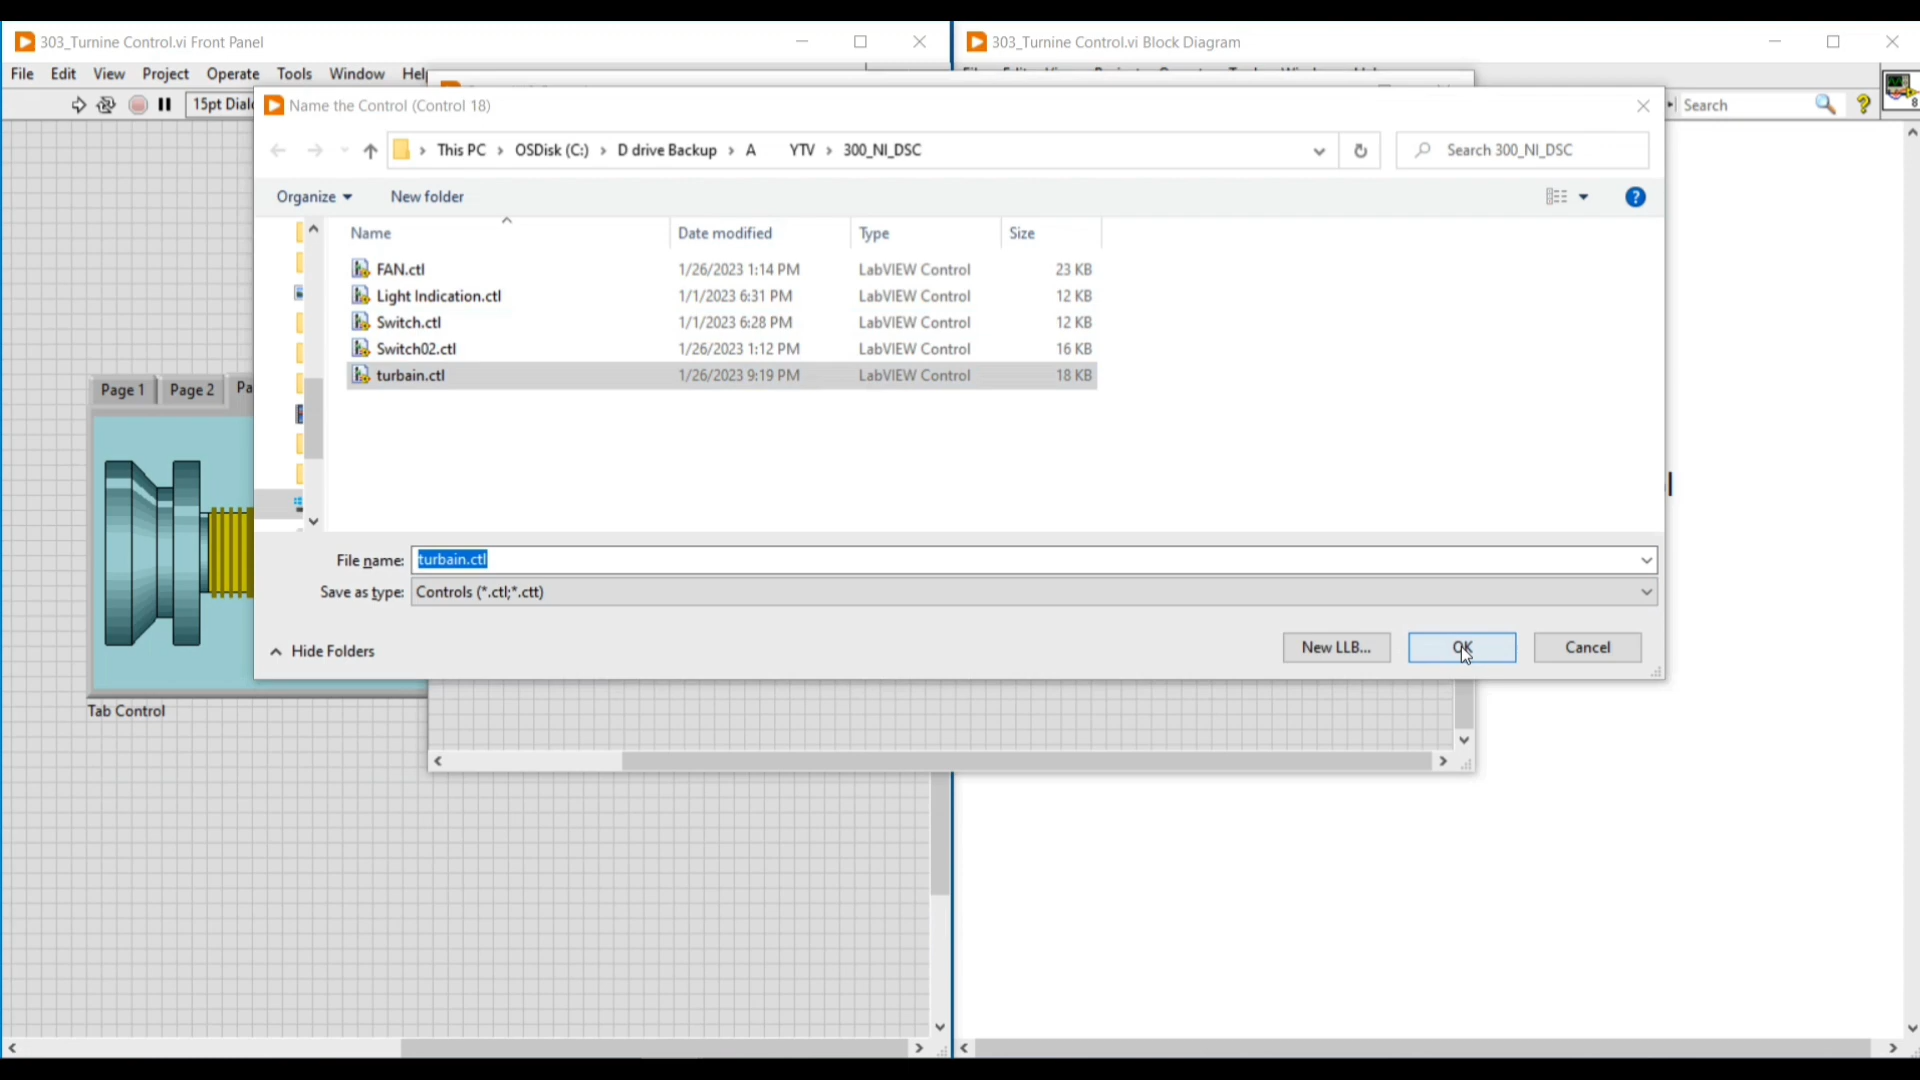 303_Turnine Control.vi Front Panel
303_Turnine Control.vi Block Diagram
File Edit View Project Operate Tools Window Help
15pt Dial
Search
8
Name the Control (Control 18)
This PC > OSDisk (C:) > D drive Backup > A YTV > 300_NI_DSC
Search 300_NI_DSC
Organize New folder
Name Date modified Type Size
FAN.ctl 1/26/2023 1:14 PM LabVIEW Control 23 KB
Light Indication.ctl 1/1/2023 6:31 PM LabVIEW Control 12 KB
Switch.ctl 1/1/2023 6:28 PM LabVIEW Control 12 KB
Switch02.ctl 1/26/2023 1:12 PM LabVIEW Control 16 KB
turbain.ctl 1/26/2023 9:19 PM LabVIEW Control 18 KB
Page 1 Page 2 Pa
File name: turbain.ctl
Save as type: Controls (*.ctl;*.ctt)
Hide Folders
New LLB... OK Cancel
Tab Control